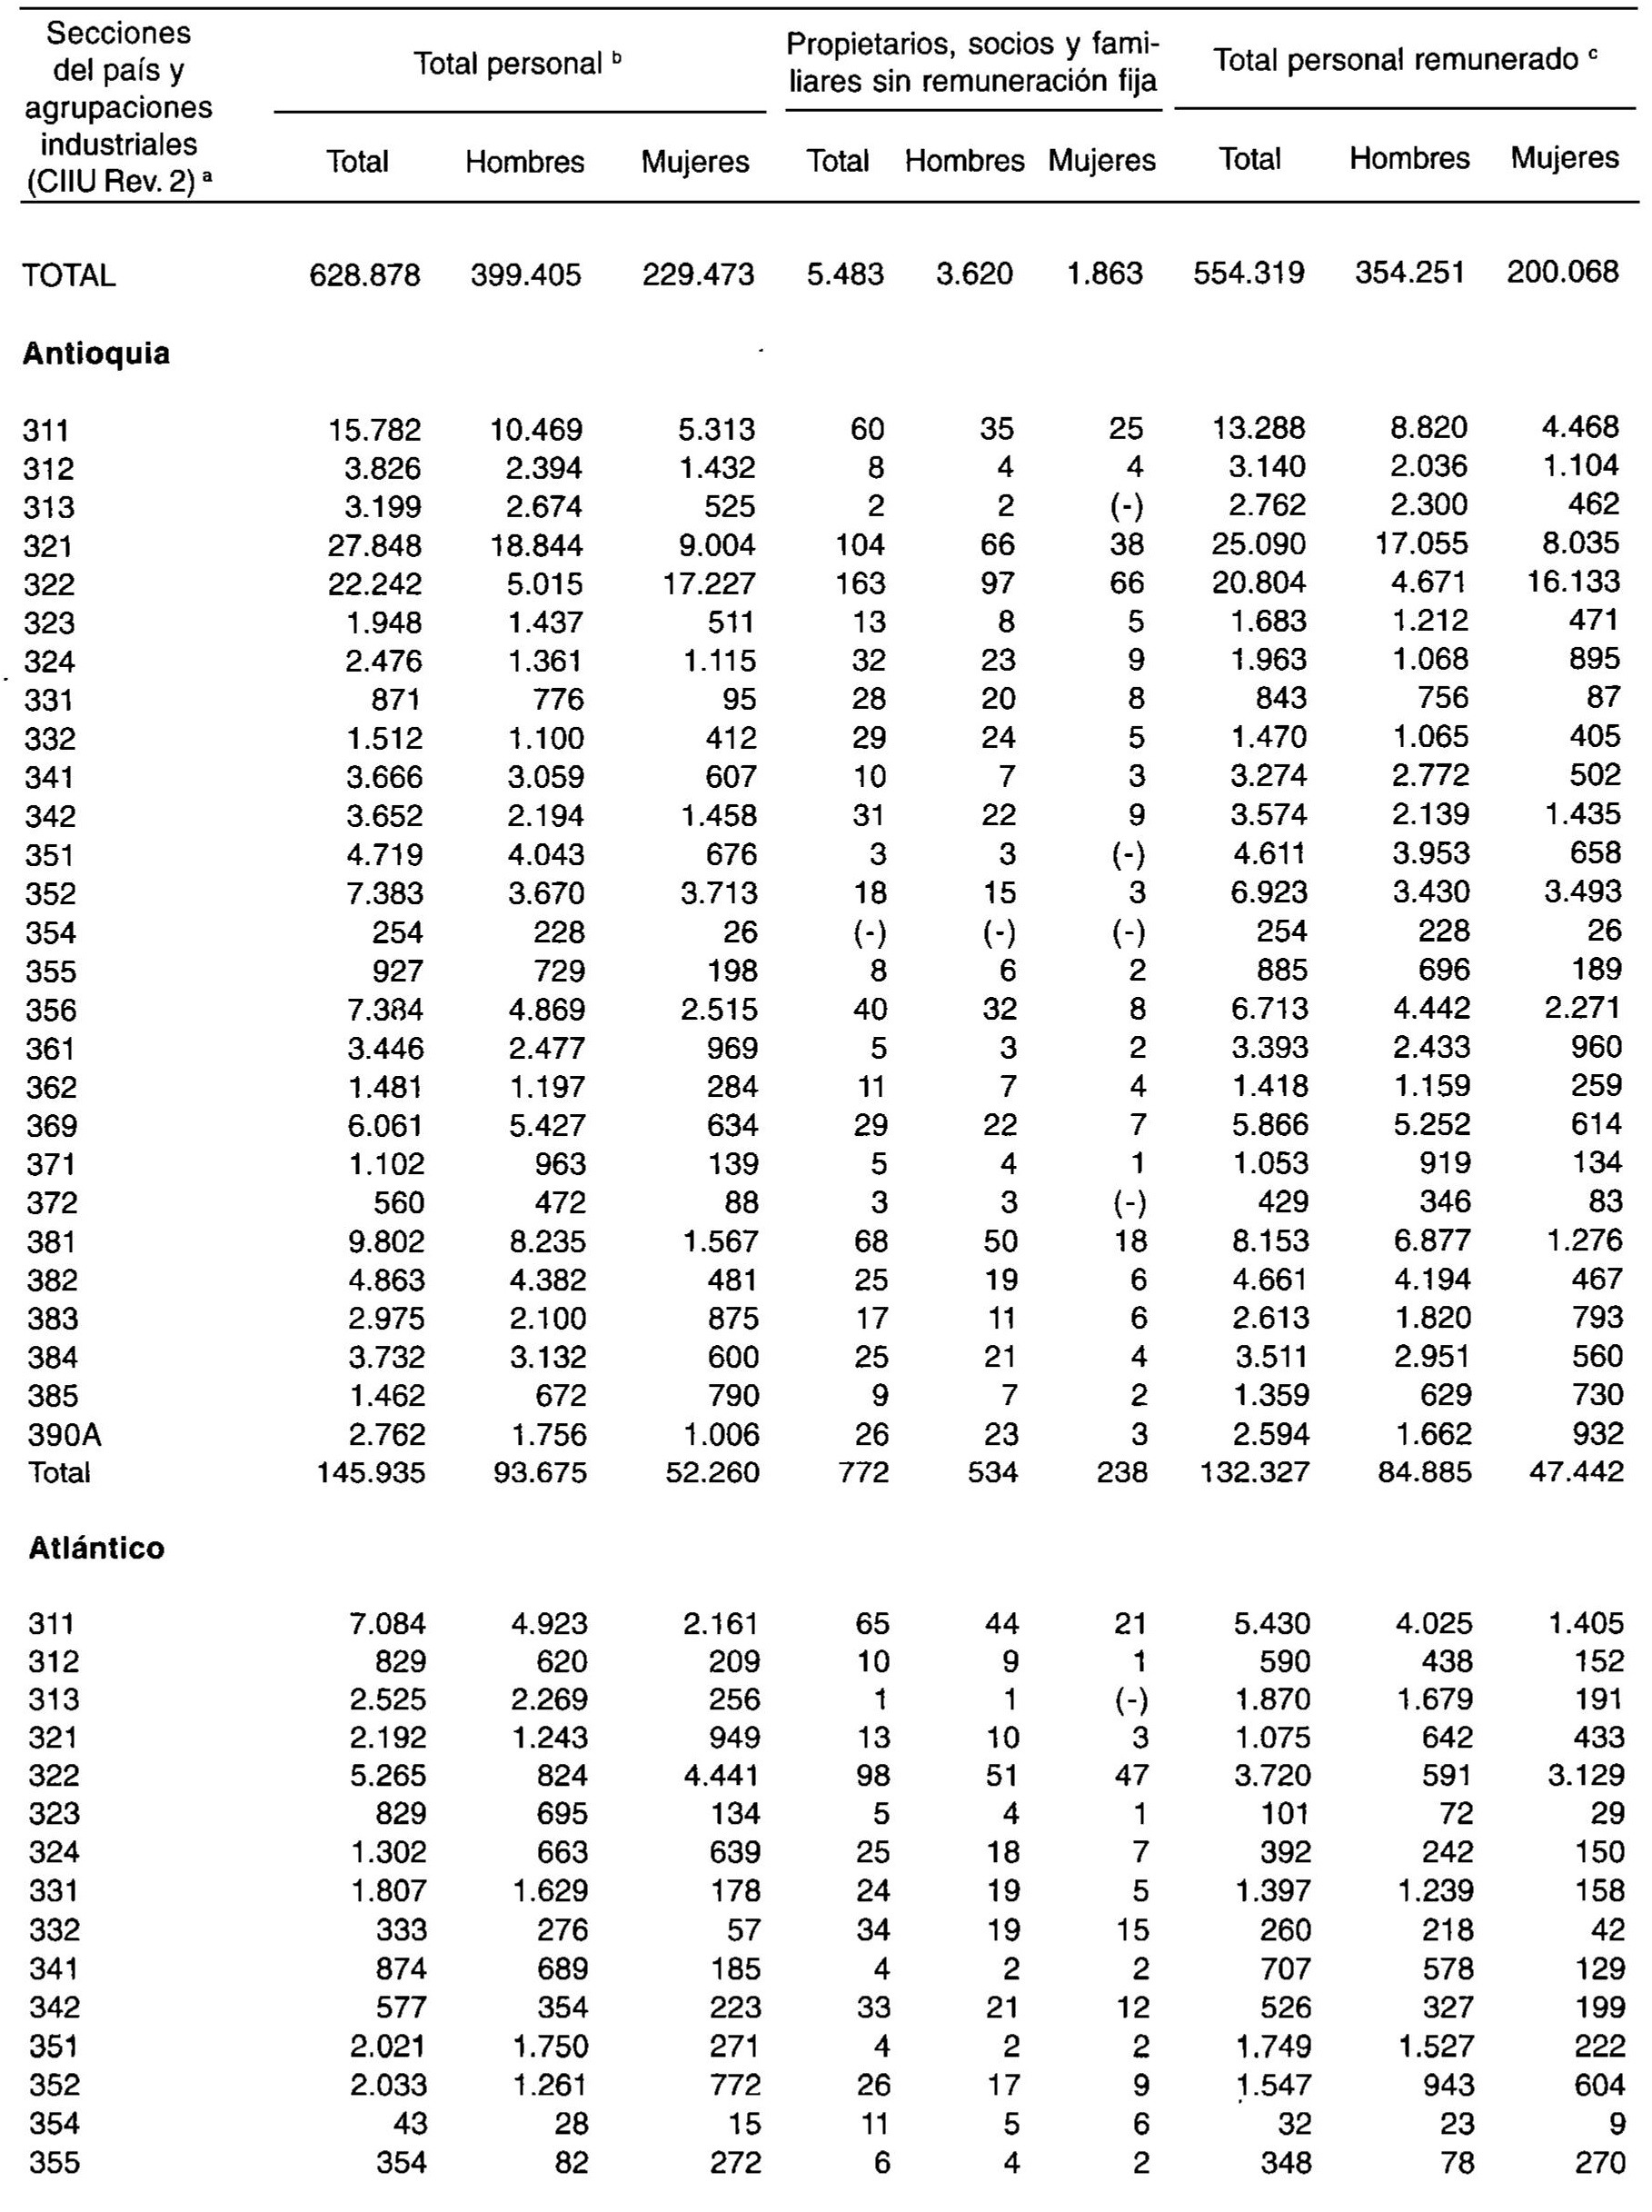 Secciones
del país y
agrupaciones
industriales
(CIIU Rev. 2) a
Total personal b
Propietarios, socios y fami-
liares sin remuneración fija
Total personal remunerado c
Total Hombres Mujeres Total Hombres Mujeres Total Hombres Mujeres
TOTAL 628.878 399.405 229.473 5.483 3.620 1.863 554.319 354.251 200.068
Antioquia
311 15.782 10.469 5.313 60 35 25 13.288 8.820 4.468
312 3.826 2.394 1.432 8 4 4 3.140 2.036 1.104
313 3.199 2.674 525 2 2 (-) 2.762 2.300 462
321 27.848 18.844 9.004 104 66 38 25.090 17.055 8.035
322 22.242 5.015 17.227 163 97 66 20.804 4.671 16.133
323 1.948 1.437 511 13 8 5 1.683 1.212 471
324 2.476 1.361 1.115 32 23 9 1.963 1.068 895
331 871 776 95 28 20 8 843 756 87
332 1.512 1.100 412 29 24 5 1.470 1.065 405
341 3.666 3.059 607 10 7 3 3.274 2.772 502
342 3.652 2.194 1.458 31 22 9 3.574 2.139 1.435
351 4.719 4.043 676 3 3 (-) 4.611 3.953 658
352 7.383 3.670 3.713 18 15 3 6.923 3.430 3.493
354 254 228 26 (-) (-) (-) 254 228 26
355 927 729 198 8 6 2 885 696 189
356 7.384 4.869 2.515 40 32 8 6.713 4.442 2.271
361 3.446 2.477 969 5 3 2 3.393 2.433 960
362 1.481 1.197 284 11 7 4 1.418 1.159 259
369 6.061 5.427 634 29 22 7 5.866 5.252 614
371 1.102 963 139 5 4 1 1.053 919 134
372 560 472 88 3 3 (-) 429 346 83
381 9.802 8.235 1.567 68 50 18 8.153 6.877 1.276
382 4.863 4.382 481 25 19 6 4.661 4.194 467
383 2.975 2.100 875 17 11 6 2.613 1.820 793
384 3.732 3.132 600 25 21 4 3.511 2.951 560
385 1.462 672 790 9 7 2 1.359 629 730
390A 2.762 1.756 1.006 26 23 3 2.594 1.662 932
Total 145.935 93.675 52.260 772 534 238 132.327 84.885 47.442
Atlántico
311 7.084 4.923 2.161 65 44 21 5.430 4.025 1.405
312 829 620 209 10 9 1 590 438 152
313 2.525 2.269 256 1 1 (-) 1.870 1.679 191
321 2.192 1.243 949 13 10 3 1.075 642 433
322 5.265 824 4.441 98 51 47 3.720 591 3.129
323 829 695 134 5 4 1 101 72 29
324 1.302 663 639 25 18 7 392 242 150
331 1.807 1.629 178 24 19 5 1.397 1.239 158
332 333 276 57 34 19 15 260 218 42
341 874 689 185 4 2 2 707 578 129
342 577 354 223 33 21 12 526 327 199
351 2.021 1.750 271 4 2 2 1.749 1.527 222
352 2.033 1.261 772 26 17 9 1.547 943 604
354 43 28 15 11 5 6 32 23 9
355 354 82 272 6 4 2 348 78 270